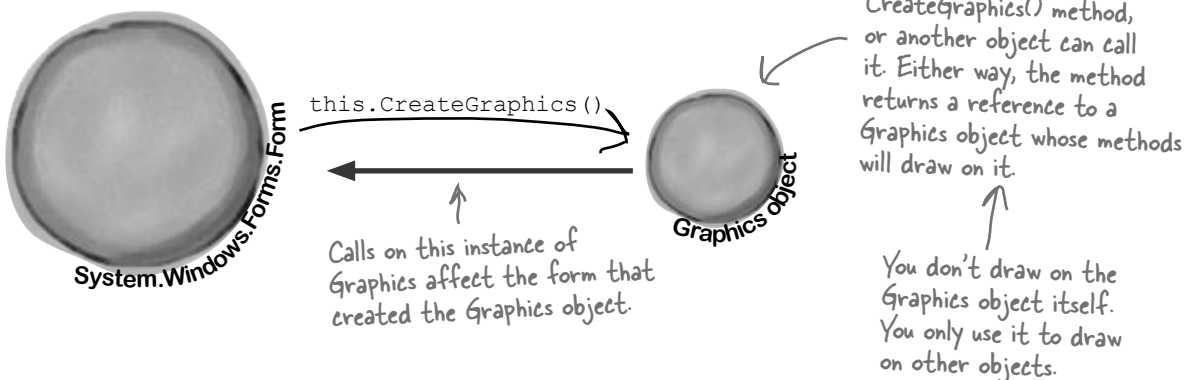 CreateGraphics() method,
or another object can call
it. Either way, the method
returns a reference to a
Graphics object whose methods
will draw on it.
this.CreateGraphics()
System.Windows.Forms.Form
Graphics object
Calls on this instance of
Graphics affect the form that
created the Graphics object.
You don't draw on the
Graphics object itself.
You only use it to draw
on other objects.